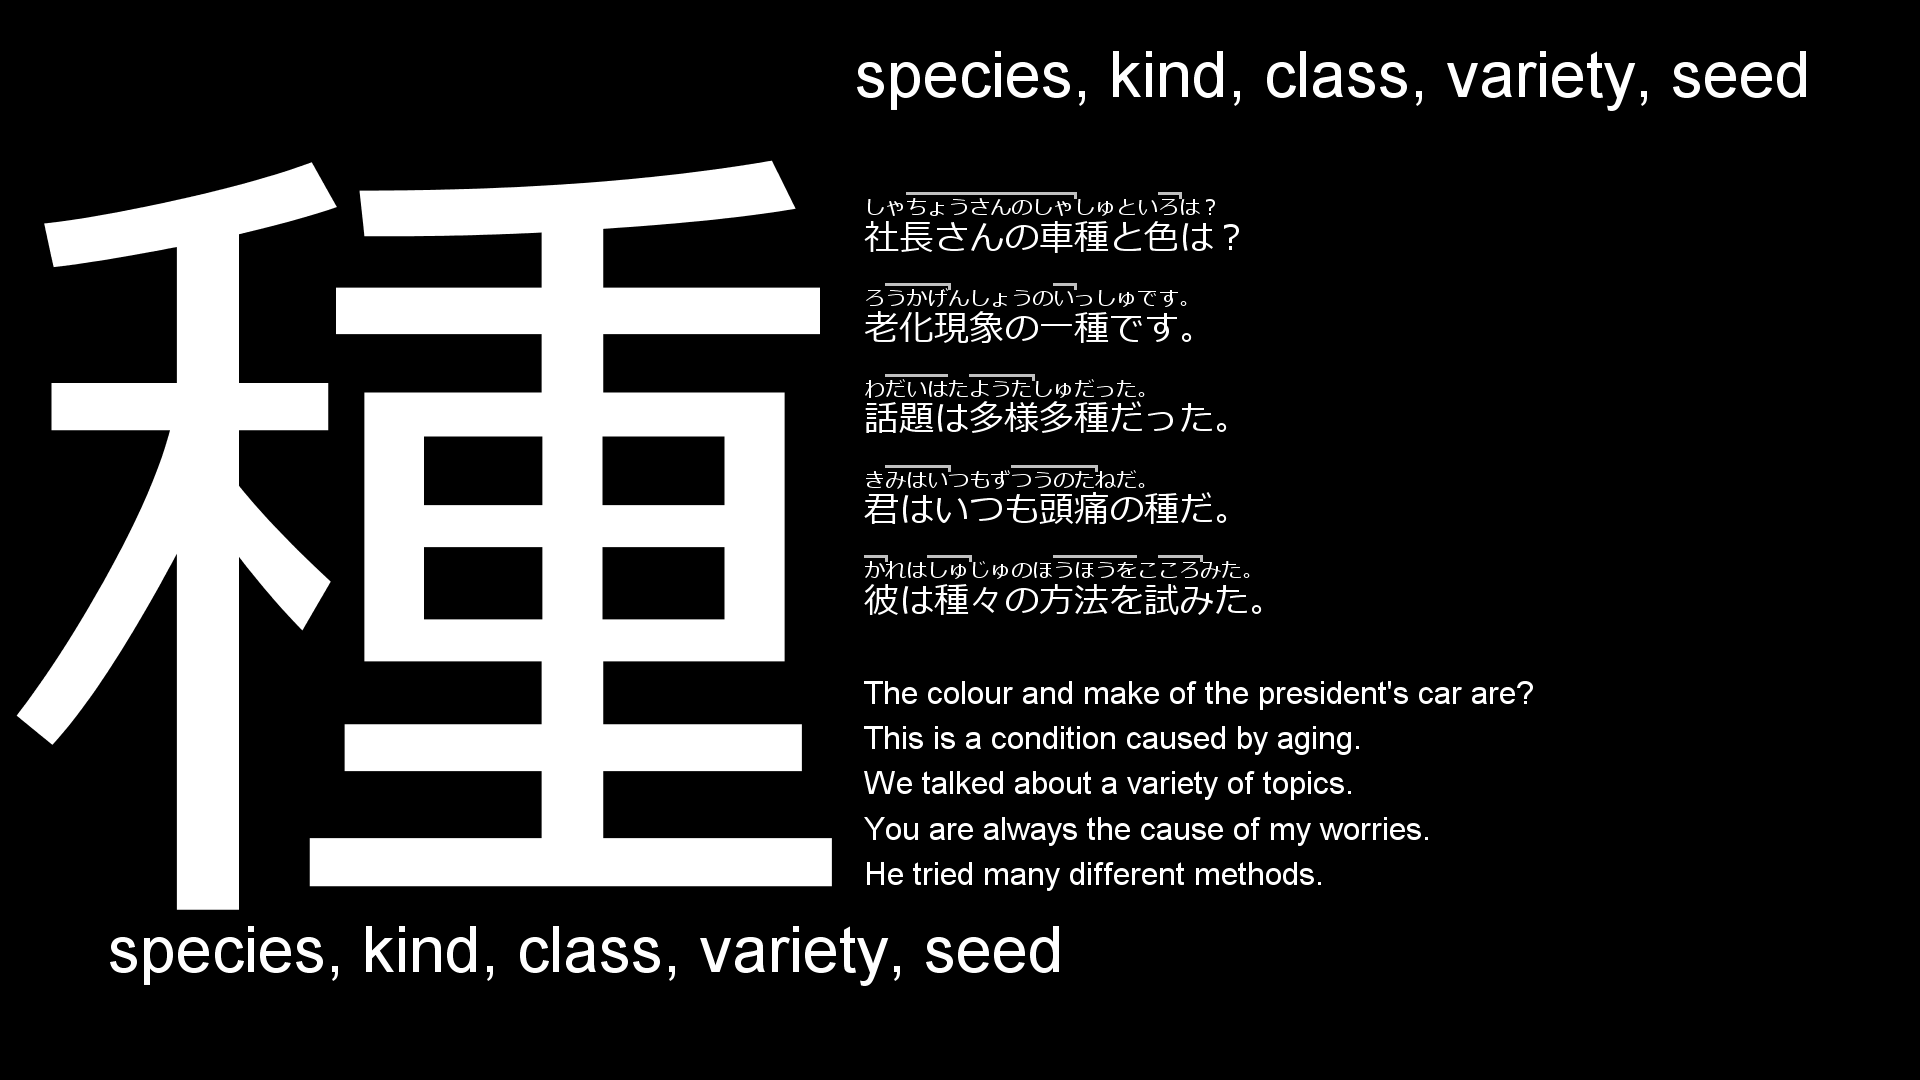 species, kind, class, variety, seed
種
しゃちょうさんのしゃしゅといろは？
社長さんの車種と色は？
ろうかげんしょうのいっしゅです。
老化現象の一種です。
わだいはたようたしゅだった。
話題は多様多種だった。
きみはいつもずつうのたねだ。
君はいつも頭痛の種だ。
かれはしゅじゅのほうほうをこころみた。
彼は種々の方法を試みた。
The colour and make of the president's car are?
This is a condition caused by aging.
We talked about a variety of topics.
You are always the cause of my worries.
He tried many different methods.
species, kind, class, variety, seed